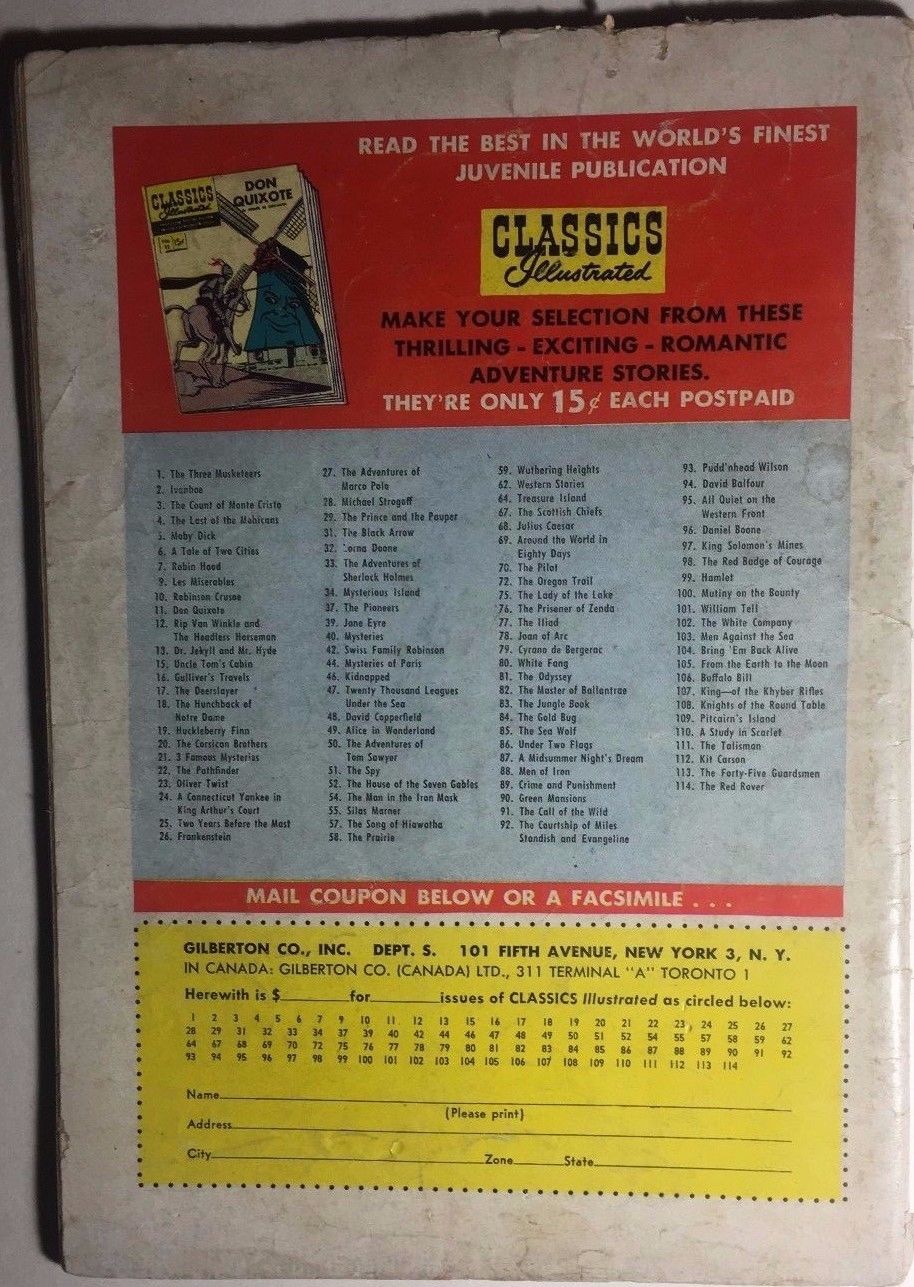 READ THE BEST IN THE WORLD'S FINEST
JUVENILE PUBLICATION
CLASSICS
Illustrated
DON
QUIXOTE
CLASSICS
Illustrated
MAKE YOUR SELECTION FROM THESE
THRILLING - EXCITING - ROMANTIC
ADVENTURE STORIES.
THEY'RE ONLY 15¢ EACH POSTPAID
1. The Three Musketeers
2. Ivanhoe
3. The Count of Monte Cristo
4. The Last of the Mohicans
5. Moby Dick
6. A Tale of Two Cities
7. Robin Hood
9. Les Miserables
10. Robinson Crusoe
11. Don Quixote
12. Rip Van Winkle and
The Headless Horseman
13. Dr. Jekyll and Mr. Hyde
15. Uncle Tom's Cabin
16. Gulliver's Travels
17. The Deerslayer
18. The Hunchback of
Notre Dame
19. Huckleberry Finn
20. The Corsican Brothers
21. 3 Famous Mysteries
22. The Pathfinder
23. Oliver Twist
24. A Connecticut Yankee in
King Arthur's Court
25. Two Years Before the Mast
26. Frankenstein
27. The Adventures of
Marco Polo
28. Michael Strogoff
29. The Prince and the Pauper
31. The Black Arrow
32. Lorna Doone
33. The Adventures of
Sherlock Holmes
34. Mysterious Island
37. The Pioneers
39. Jane Eyre
40. Mysteries
42. Swiss Family Robinson
44. Mysteries of Paris
46. Kidnapped
47. Twenty Thousand Leagues
Under the Sea
48. David Copperfield
49. Alice in Wonderland
50. The Adventures of
Tom Sawyer
51. The Spy
52. The House of the Seven Gables
54. The Man in the Iron Mask
55. Silas Marner
57. The Song of Hiawatha
58. The Prairie
59. Wuthering Heights
62. Western Stories
64. Treasure Island
67. The Scottish Chiefs
68. Julius Caesar
69. Around the World in
Eighty Days
70. The Pilot
72. The Oregon Trail
75. The Lady of the Lake
76. The Prisoner of Zenda
77. The Iliad
78. Joan of Arc
79. Cyrano de Bergerac
80. White Fang
81. The Odyssey
82. The Master of Ballantrae
83. The Jungle Book
84. The Gold Bug
85. The Sea Wolf
86. Under Two Flags
87. A Midsummer Night's Dream
88. Men of Iron
89. Crime and Punishment
90. Green Mansions
91. The Call of the Wild
92. The Courtship of Miles
Standish and Evangeline
93. Pudd'nhead Wilson
94. David Balfour
95. All Quiet on the
Western Front
96. Daniel Boone
97. King Solomon's Mines
98. The Red Badge of Courage
99. Hamlet
100. Mutiny on the Bounty
101. William Tell
102. The White Company
103. Men Against the Sea
104. Bring 'Em Back Alive
105. From the Earth to the Moon
106. Buffalo Bill
107. King—of the Khyber Rifles
108. Knights of the Round Table
109. Pitcairn's Island
110. A Study in Scarlet
111. The Talisman
112. Kit Carson
113. The Forty-Five Guardsmen
114. The Red Rover
MAIL COUPON BELOW OR A FACSIMILE . . .
GILBERTON CO., INC. DEPT. S. 101 FIFTH AVENUE, NEW YORK 3, N. Y.
IN CANADA: GILBERTON CO. (CANADA) LTD., 311 TERMINAL "A" TORONTO 1
Herewith is $ for issues of CLASSICS Illustrated as circled below:
1 2 3 4 5 6 7 9 10 11 12 13 15 16 17 18 19 20 21 22 23 24 25 26 27
28 29 31 32 33 34 37 39 40 42 44 46 47 48 49 50 51 52 54 55 57 58 59 62
64 67 68 69 70 72 75 76 77 78 79 80 81 82 83 84 85 86 87 88 89 90 91 92
93 94 95 96 97 98 99 100 101 102 103 104 105 106 107 108 109 110 111 112 113 114
Name
(Please print)
Address
City Zone State